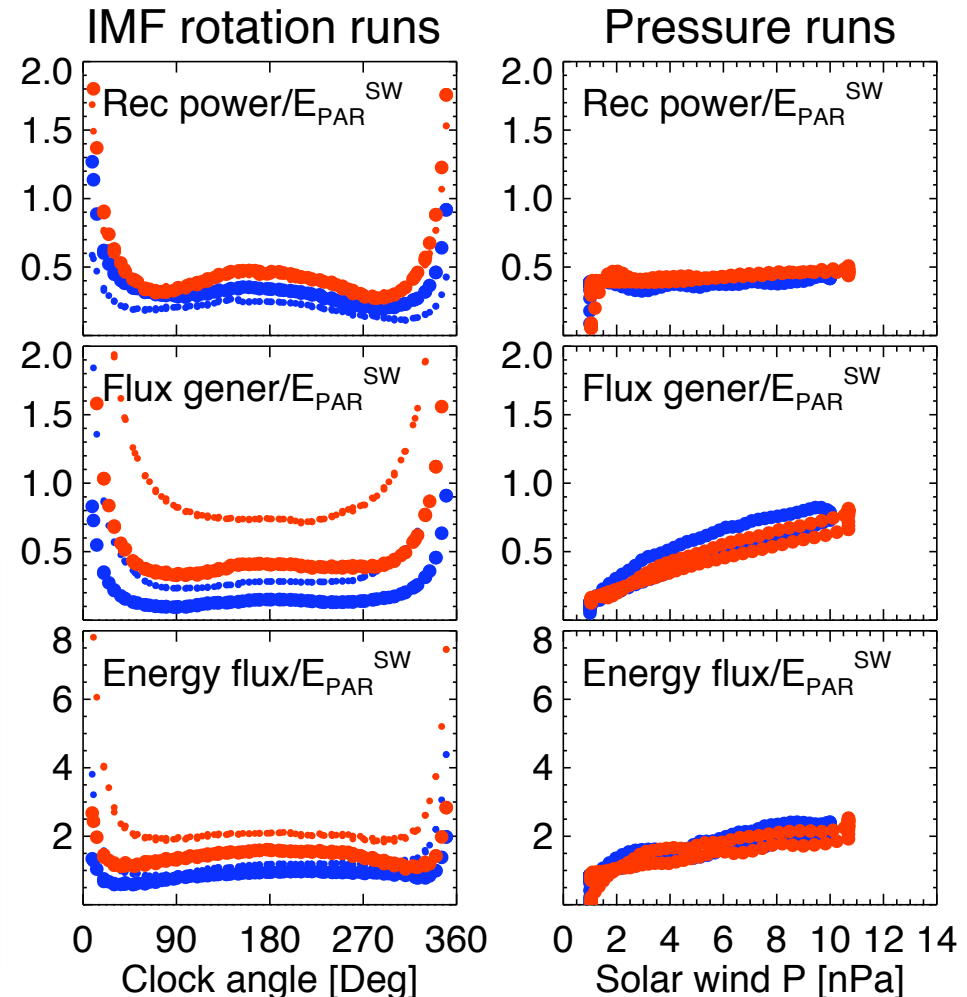 IMF rotation runs
Pressure runs
2.0
1.5
1.0
0.5
Rec power/E_PAR^SW
Rec power/E_PAR^SW
2.0
1.5
1.0
0.5
2.0
1.5
1.0
0.5
Flux gener/E_PAR^SW
Flux gener/E_PAR^SW
2.0
1.5
1.0
0.5
8
6
4
2
Energy flux/E_PAR^SW
Energy flux/E_PAR^SW
8
6
4
2
0 90 180 270 360
0 2 4 6 8 10 12 14
Clock angle [Deg]
Solar wind P [nPa]